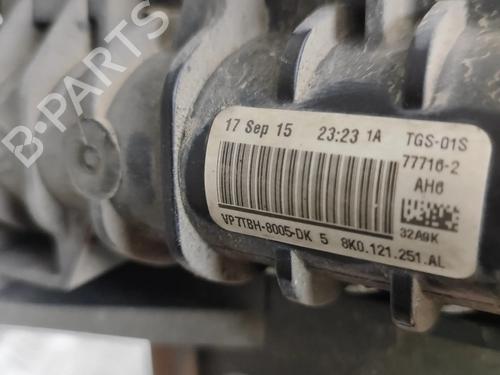 B-PARTS
17 Sep 15 23:23 1A TGS-01S
77716-2
AH6
32A9K
VP7TBH-8005-DK 5 8K0.121.251.AL